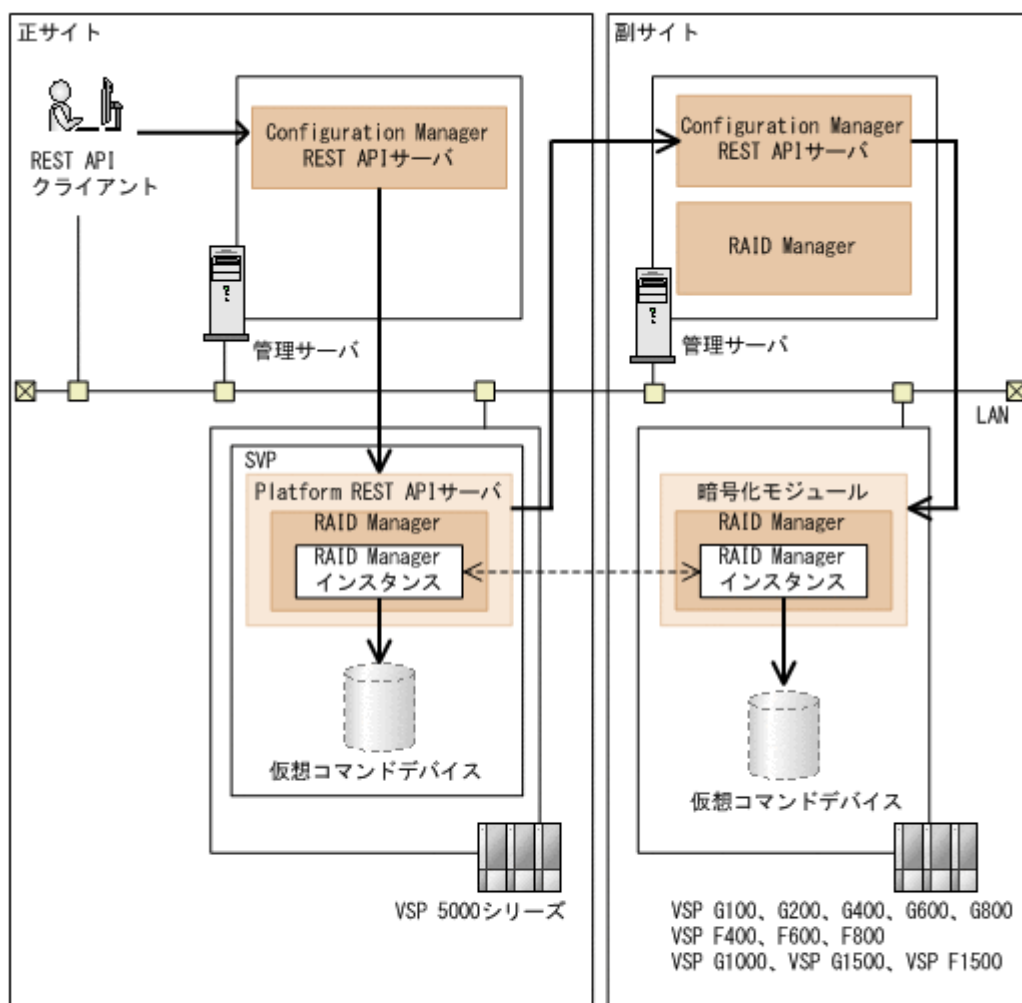 正サイト
REST API
クライアント
Configuration Manager
REST APIサーバ
管理サーバ
SVP
Platform REST APIサーバ
RAID Manager
RAID Manager
インスタンス
仮想コマンドデバイス
VSP 5000シリーズ
副サイト
Configuration Manager
REST APIサーバ
RAID Manager
管理サーバ
LAN
暗号化モジュール
RAID Manager
RAID Manager
インスタンス
仮想コマンドデバイス
VSP G100、G200、G400、G600、G800
VSP F400、F600、F800
VSP G1000、VSP G1500、VSP F1500